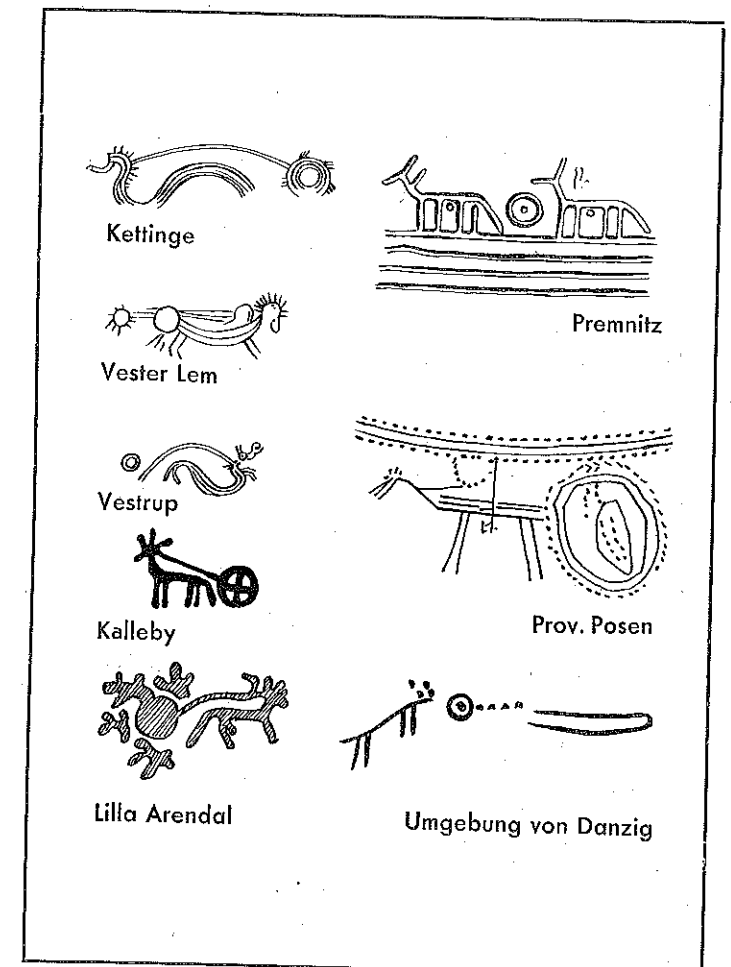 Kettinge
Vester Lem
Vestrup
Kalleby
Lilla Arendal
Premnitz
Prov. Posen
Umgebung von Danzig